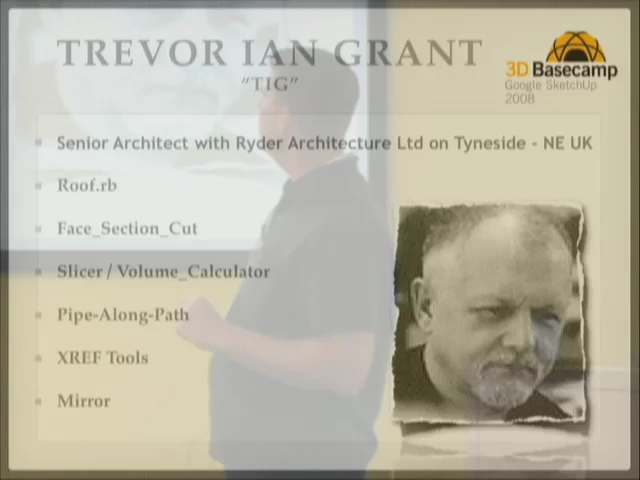 TREVOR IAN GRANT
"TIG"
3D Basecamp
Google SketchUp
2008
Senior Architect with Ryder Architecture Ltd on Tyneside - NE UK
Roof.rb
Face_Section_Cut
Slicer / Volume_Calculator
Pipe-Along-Path
XREF Tools
Mirror